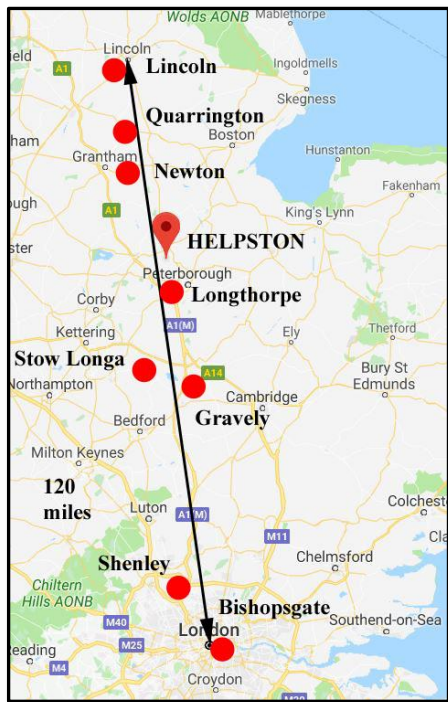 Mablethorpe
Wolds AONB
Lincoln
field
A1
Lincoln
Ingoldmells
Skegness
Quarrington
Boston
ham
Hunstanton
Grantham
Newton
Fakenham
A1
King's Lynn
ough
HELPSTON
ster
Peterborough
Longthorpe
Corby
A1(M)
Ely
Thetford
Kettering
Stow Longa
A14
Bury St
Edmunds
Northampton
Cambridge
Gravely
Bedford
Milton Keynes
120
miles
Colchest
Luton
A1(M)
M11
Cla
Shenley
Chelmsford
Chiltern
Hills AONB
Bishopsgate
M40
London
Southend-on-Sea
M25
Reading
M4
Croydon
M20